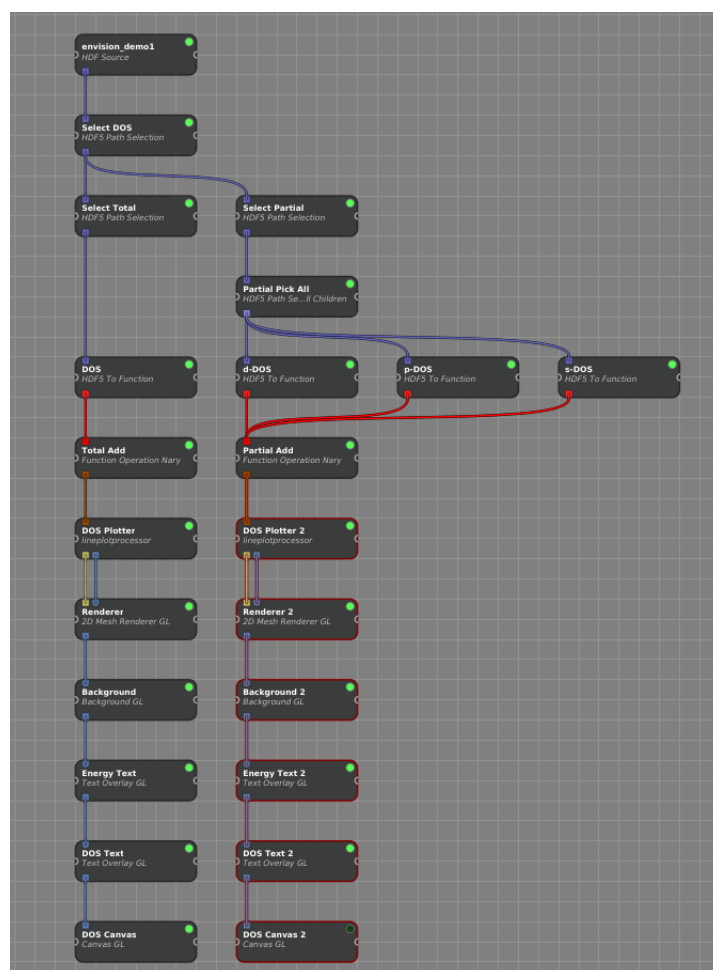 envision_demo1
HDF Source
Select DOS
HDF5 Path Selection
Select Total
HDF5 Path Selection
Select Partial
HDF5 Path Selection
Partial Pick All
HDF5 Path Se...ll Children
DOS
HDF5 To Function
d-DOS
HDF5 To Function
p-DOS
HDF5 To Function
s-DOS
HDF5 To Function
Total Add
Function Operation Nary
Partial Add
Function Operation Nary
DOS Plotter
lineplotprocessor
DOS Plotter 2
lineplotprocessor
Renderer
2D Mesh Renderer GL
Renderer 2
2D Mesh Renderer GL
Background
Background GL
Background 2
Background GL
Energy Text
Text Overlay GL
Energy Text 2
Text Overlay GL
DOS Text
Text Overlay GL
DOS Text 2
Text Overlay GL
DOS Canvas
Canvas GL
DOS Canvas 2
Canvas GL